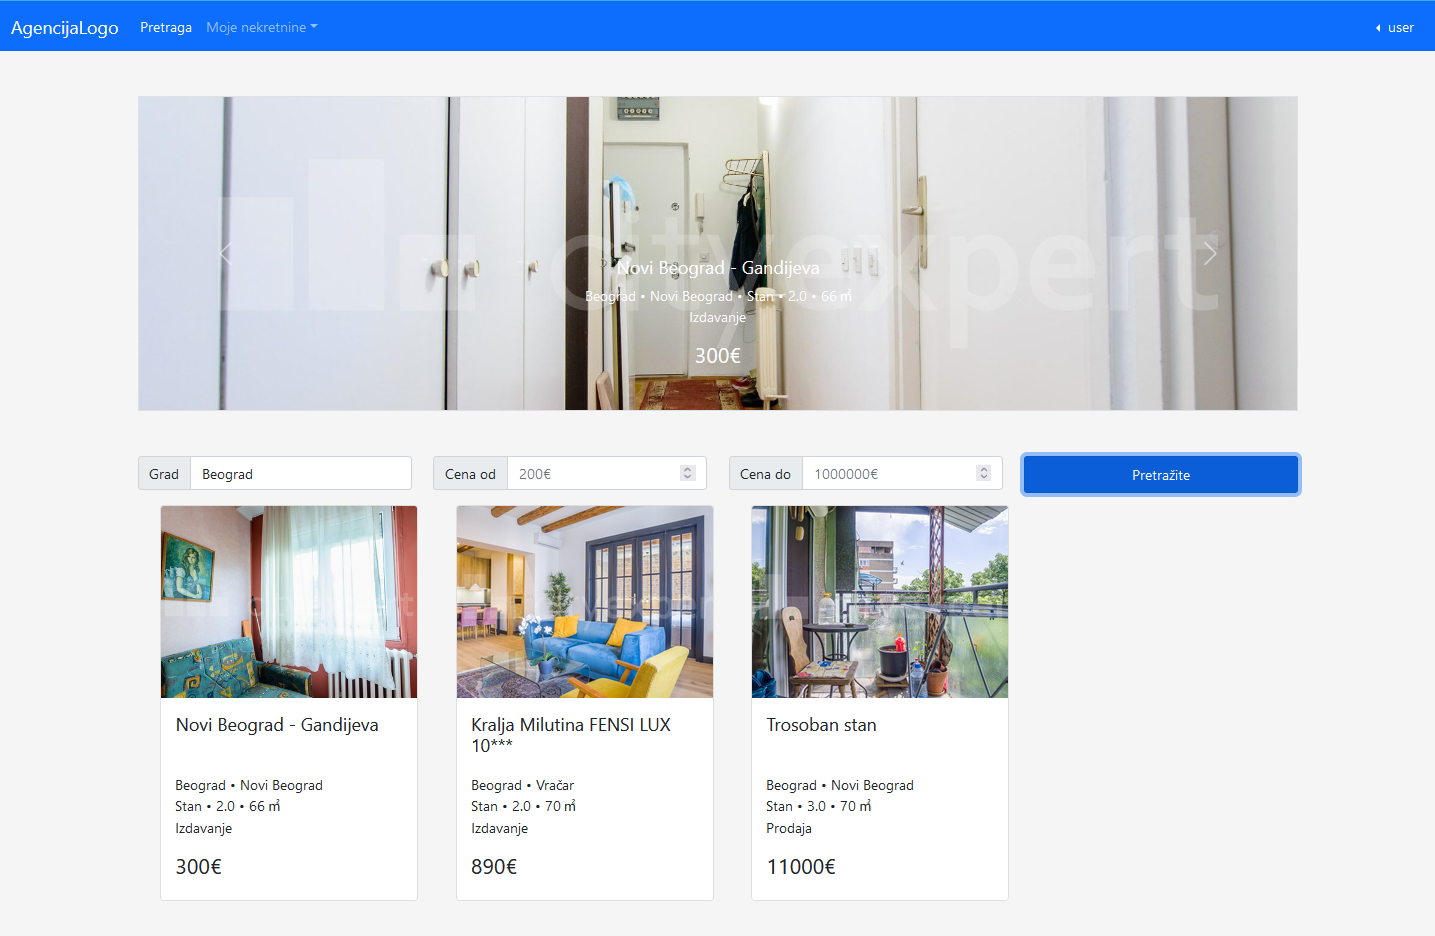 AgencijaLogo Pretraga Moje nekretnine user
cityexpert
Novi Beograd - Gandijeva
Beograd • Novi Beograd • Stan • 2.0 • 66 ㎡
Izdavanje
300€
Grad Beograd Cena od 200€ Cena do 1000000€ Pretražite
cityexpert
cityexpert
Novi Beograd - Gandijeva
Beograd • Novi Beograd
Stan • 2.0 • 66 ㎡
Izdavanje
300€
Kralja Milutina FENSI LUX
10***
Beograd • Vračar
Stan • 2.0 • 70 ㎡
Izdavanje
890€
Trosoban stan
Beograd • Novi Beograd
Stan • 3.0 • 70 ㎡
Prodaja
11000€